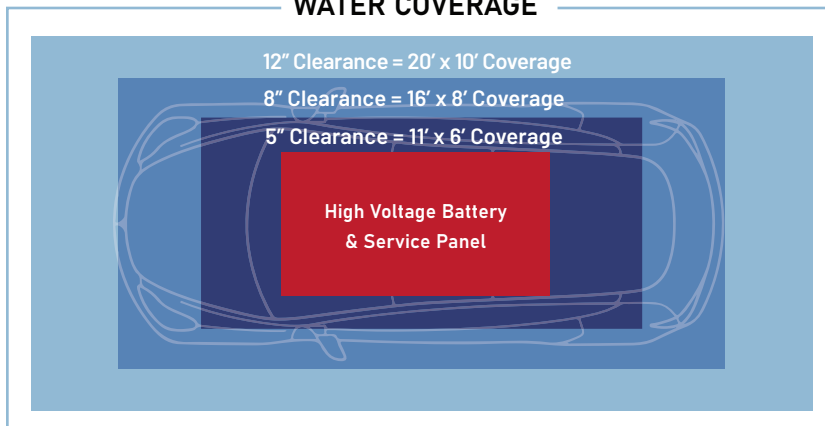 WATER COVERAGE
12” Clearance = 20’ x 10’ Coverage
8” Clearance = 16’ x 8’ Coverage
5” Clearance = 11’ x 6’ Coverage
High Voltage Battery
& Service Panel